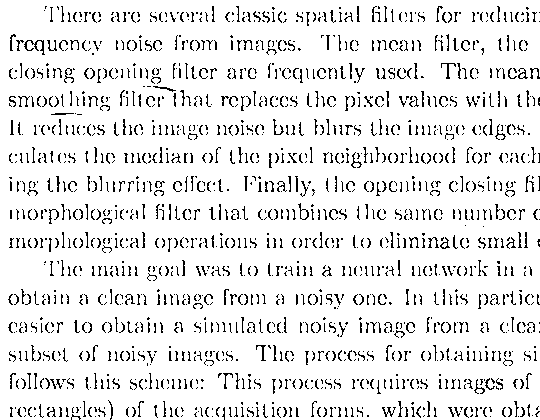 There are several classic spatial filters for reducin
frequency noise from images. The mean filter, the
closing opening filter are frequently used. The mean
smoothing filter that replaces the pixel values with the
It reduces the image noise but blurs the image edges.
culates the median of the pixel neighborhood for each
ing the blurring effect. Finally, the opening closing fil
morphological filter that combines the same number o
morphological operations in order to eliminate small
The main goal was to train a neural network in a
obtain a clean image from a noisy one. In this particu
easier to obtain a simulated noisy image from a clea
subset of noisy images. The process for obtaining si
follows this scheme: This process requires images of
rectangles) of the acquisition forms, which were obta